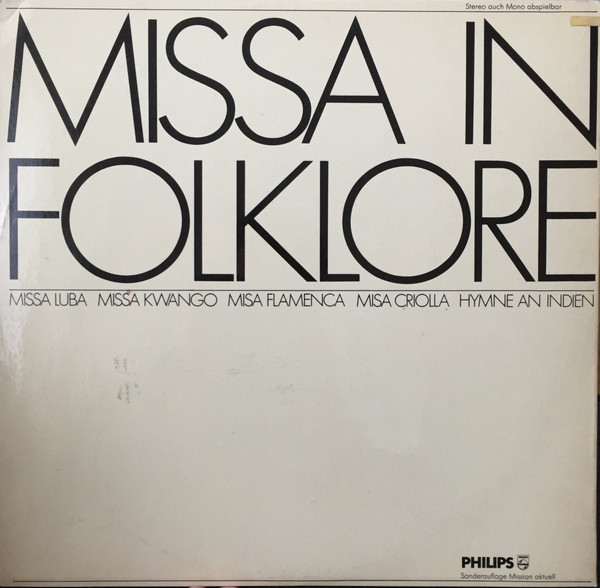 Stereo auch Mono abspielbar
MISSA IN
FOLKLORE
MISSA LUBA MISSA KWANGO MISA FLAMENCA MISA CRIOLLA HYMNE AN INDIEN
PHILIPS
Sonderauflage Mission aktuell